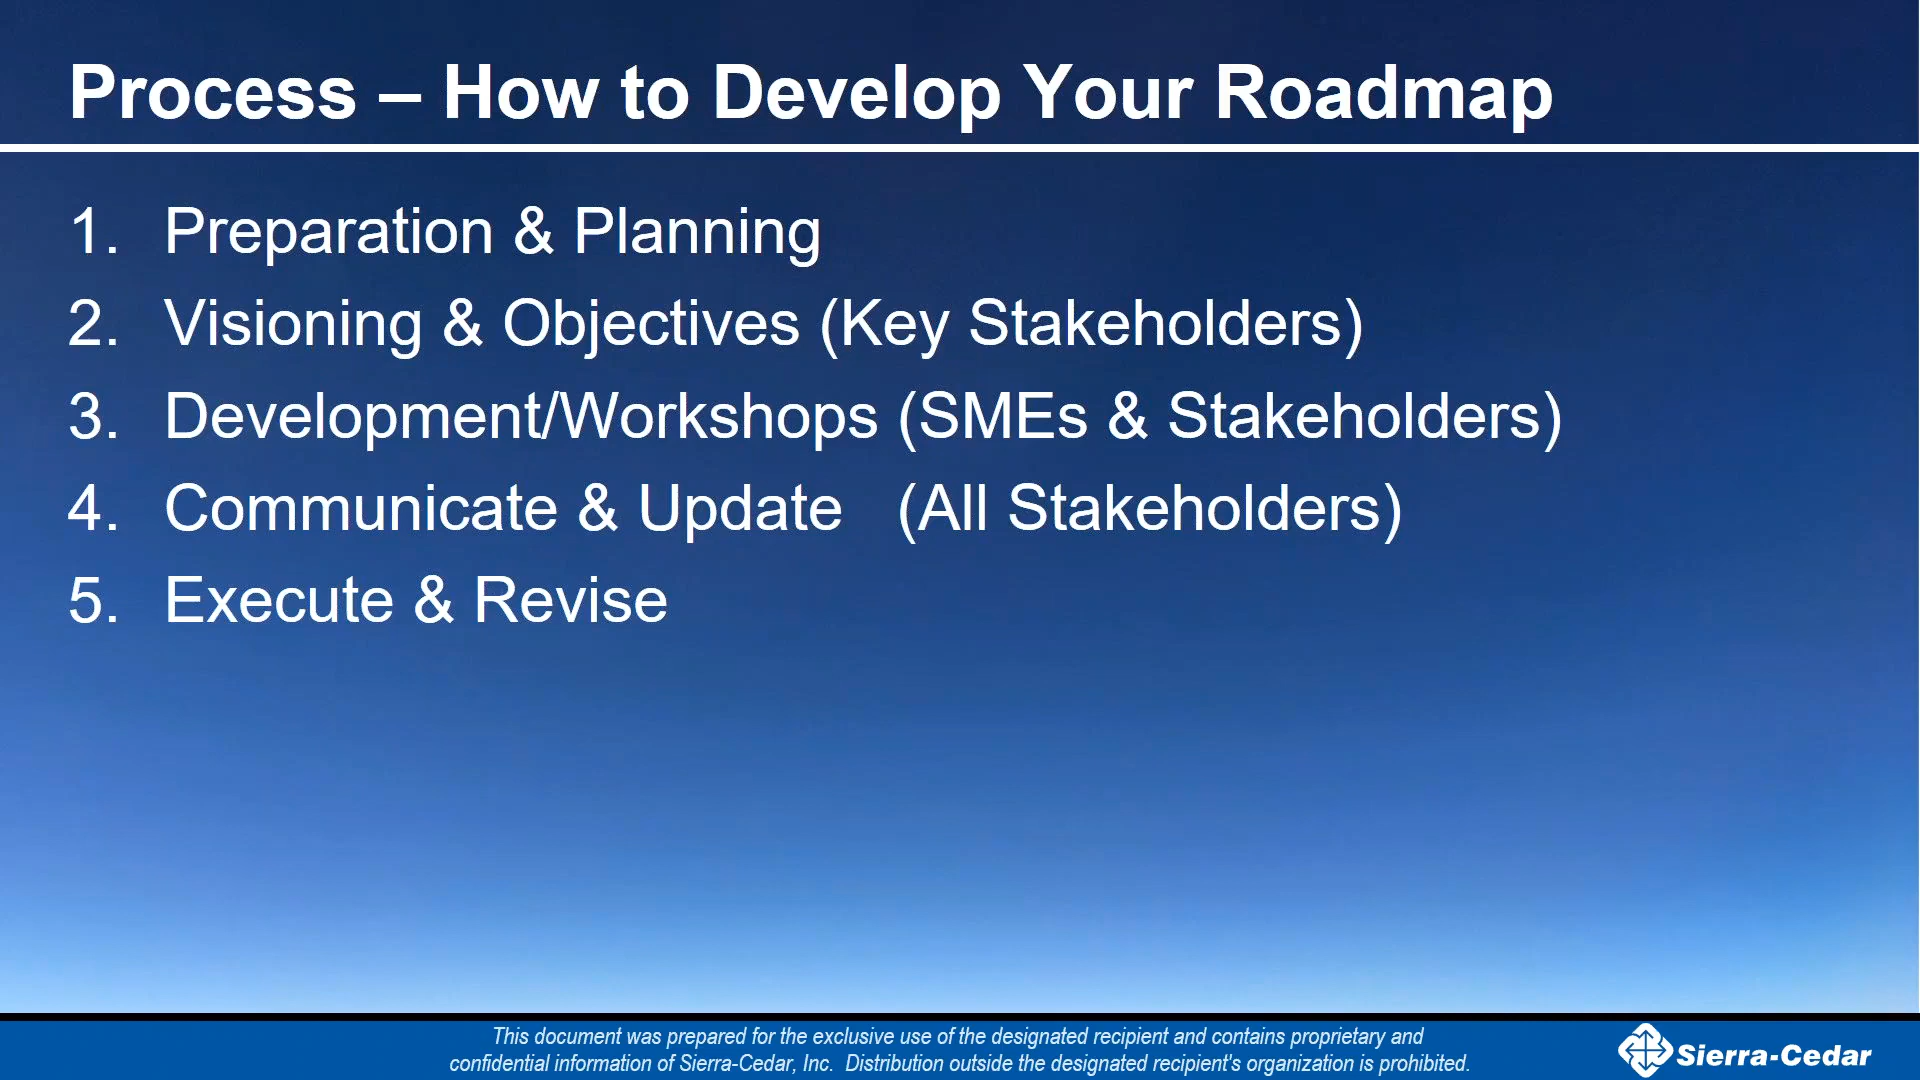 Process – How to Develop Your Roadmap
1. Preparation & Planning
2. Visioning & Objectives (Key Stakeholders)
3. Development/Workshops (SMEs & Stakeholders)
4. Communicate & Update (All Stakeholders)
5. Execute & Revise
This document was prepared for the exclusive use of the designated recipient and contains proprietary and
confidential information of Sierra-Cedar, Inc. Distribution outside the designated recipient's organization is prohibited.
Sierra-Cedar